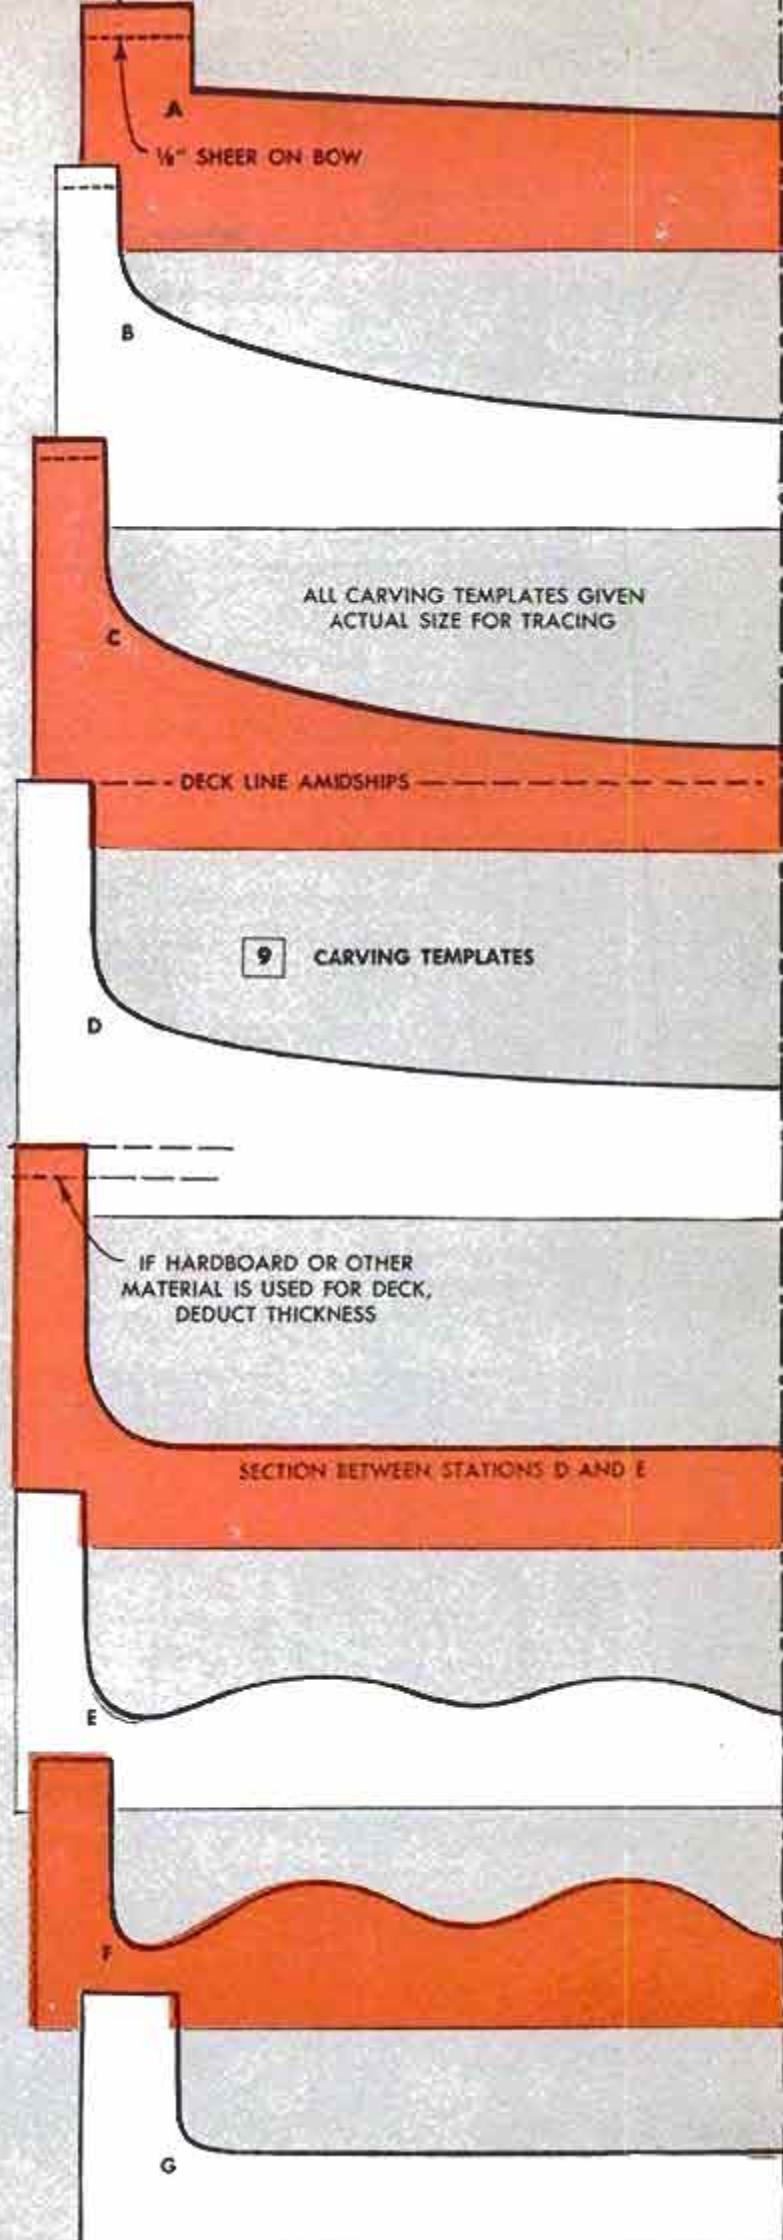 A
⅛" SHEER ON BOW
B
ALL CARVING TEMPLATES GIVEN
ACTUAL SIZE FOR TRACING
C
DECK LINE AMIDSHIPS
9 CARVING TEMPLATES
D
IF HARDBOARD OR OTHER
MATERIAL IS USED FOR DECK,
DEDUCT THICKNESS
SECTION BETWEEN STATIONS D AND E
E
F
G